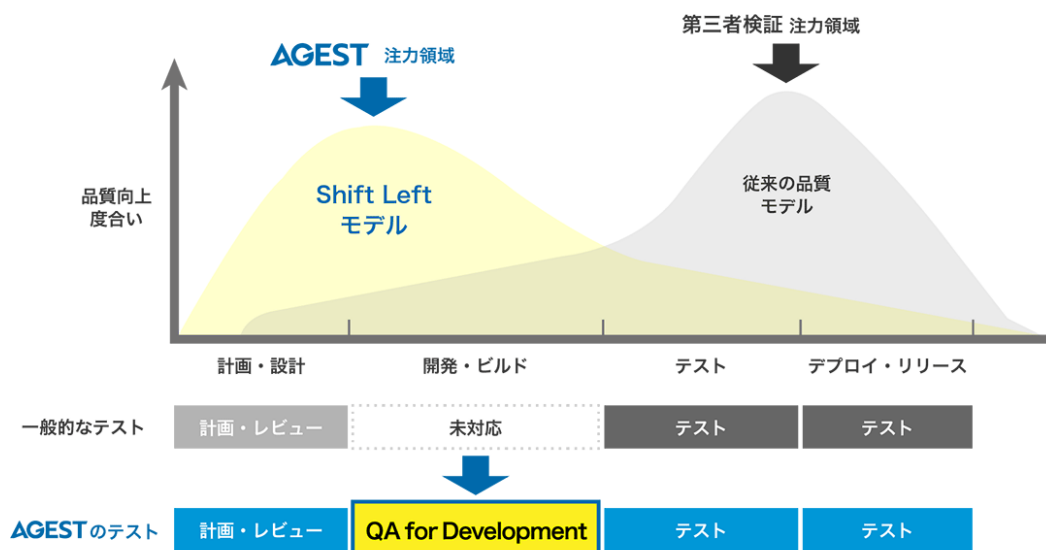 第三者検証 注力領域
AGEST 注力領域
品質向上
度合い
Shift Left
モデル
従来の品質
モデル
計画・設計
開発・ビルド
テスト
デプロイ・リリース
一般的なテスト
計画・レビュー
未対応
テスト
テスト
AGESTのテスト
計画・レビュー
QA for Development
テスト
テスト